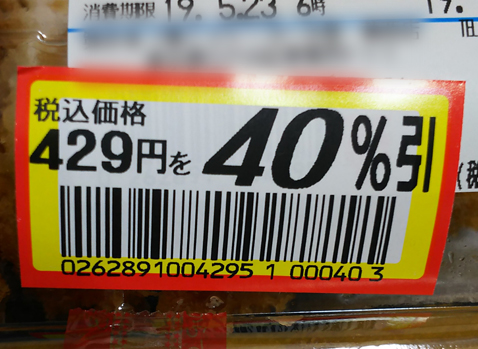 消費期限 19. 5.23 6時
19.
税込価格
429円を 40%引
0262891004295 1 00040 3